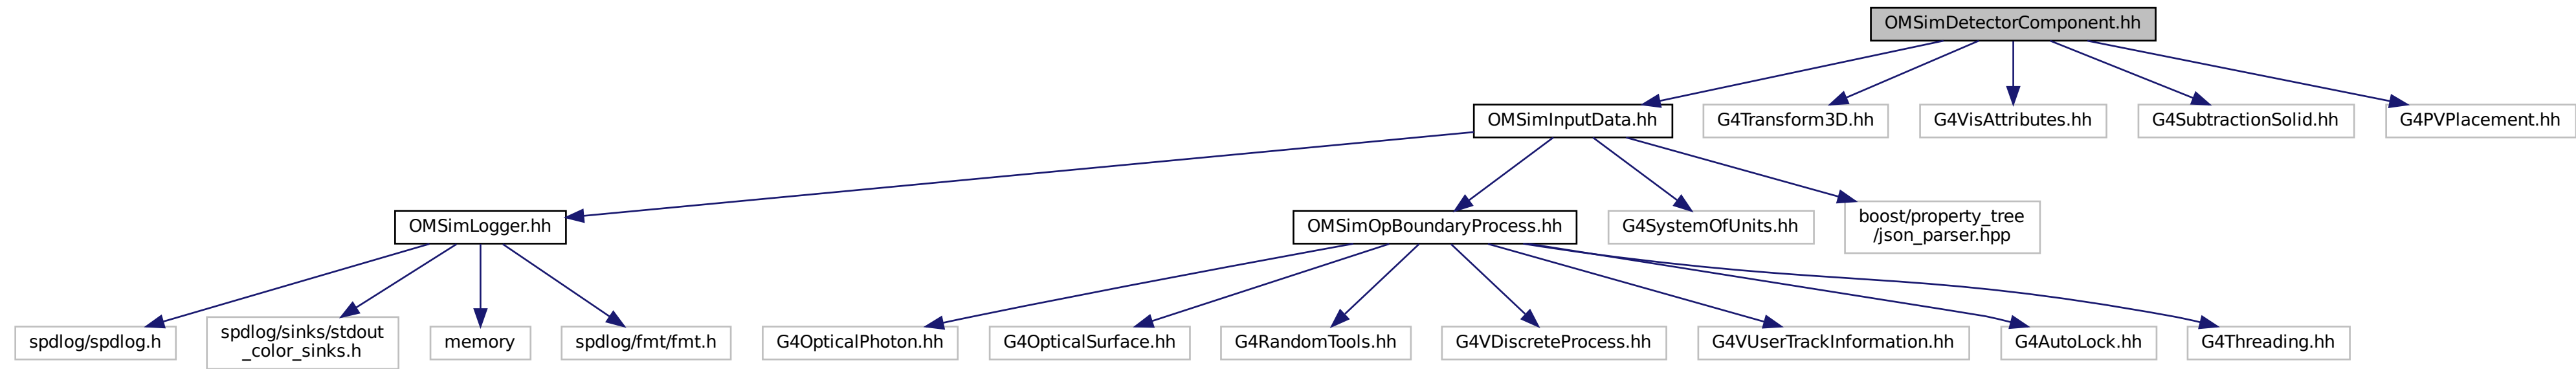 OMSimDetectorComponent.hh
OMSimInputData.hh
G4Transform3D.hh
G4VisAttributes.hh
G4SubtractionSolid.hh
G4PVPlacement.hh
OMSimLogger.hh
OMSimOpBoundaryProcess.hh
G4SystemOfUnits.hh
boost/property_tree
/json_parser.hpp
spdlog/spdlog.h
spdlog/sinks/stdout
_color_sinks.h
memory
spdlog/fmt/fmt.h
G4OpticalPhoton.hh
G4OpticalSurface.hh
G4RandomTools.hh
G4VDiscreteProcess.hh
G4VUserTrackInformation.hh
G4AutoLock.hh
G4Threading.hh